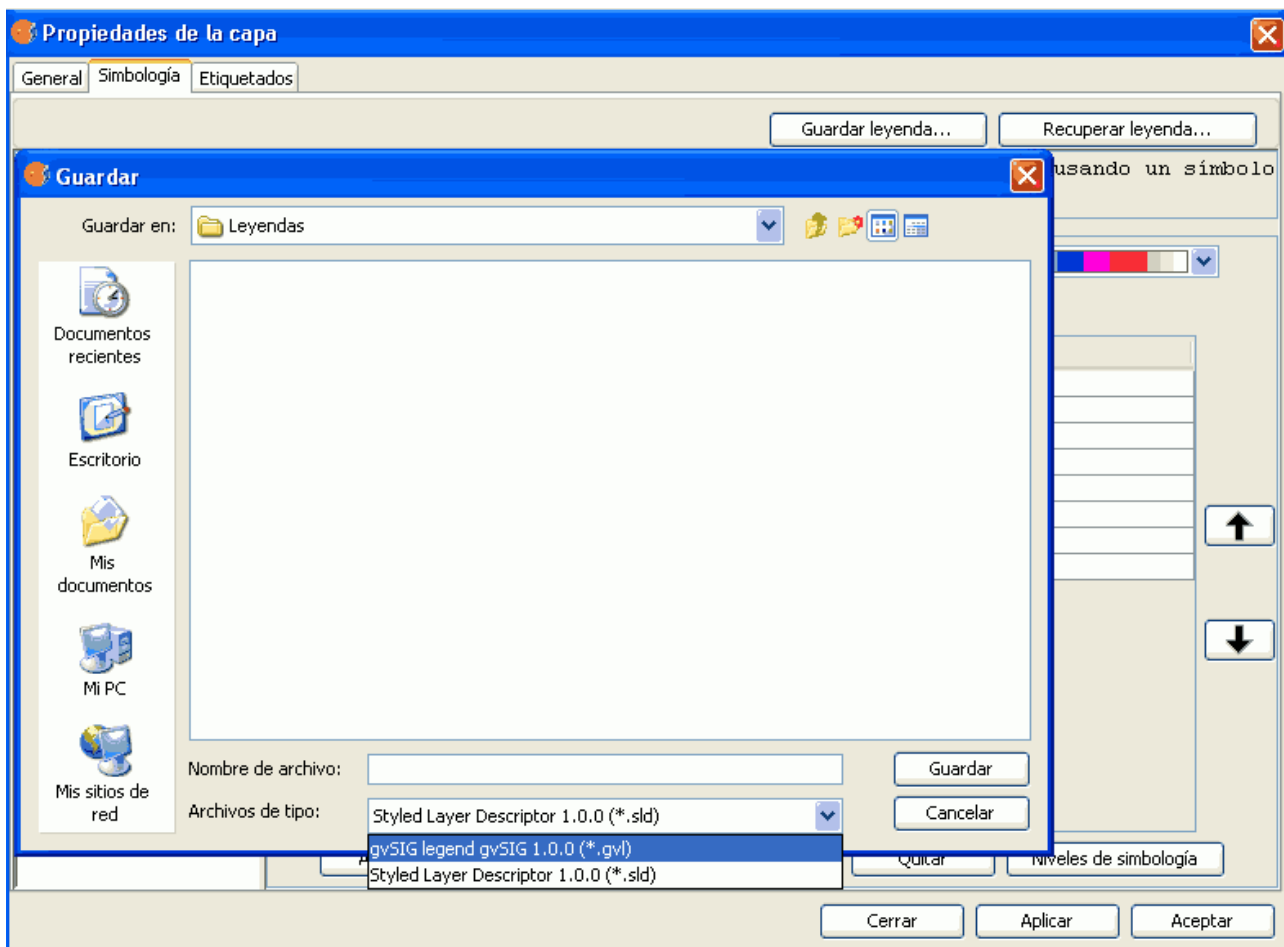 Propiedades de la capa
General
Simbología
Etiquetados
Guardar leyenda...
Recuperar leyenda...
usando un símbolo
Guardar
Guardar en:
Leyendas
Documentos
recientes
Escritorio
Mis
documentos
Mi PC
Mis sitios de
red
Nombre de archivo:
Guardar
Archivos de tipo:
Styled Layer Descriptor 1.0.0 (*.sld)
Cancelar
gvSIG legend gvSIG 1.0.0 (*.gvl)
Styled Layer Descriptor 1.0.0 (*.sld)
Quitar
Niveles de simbología
Cerrar
Aplicar
Aceptar